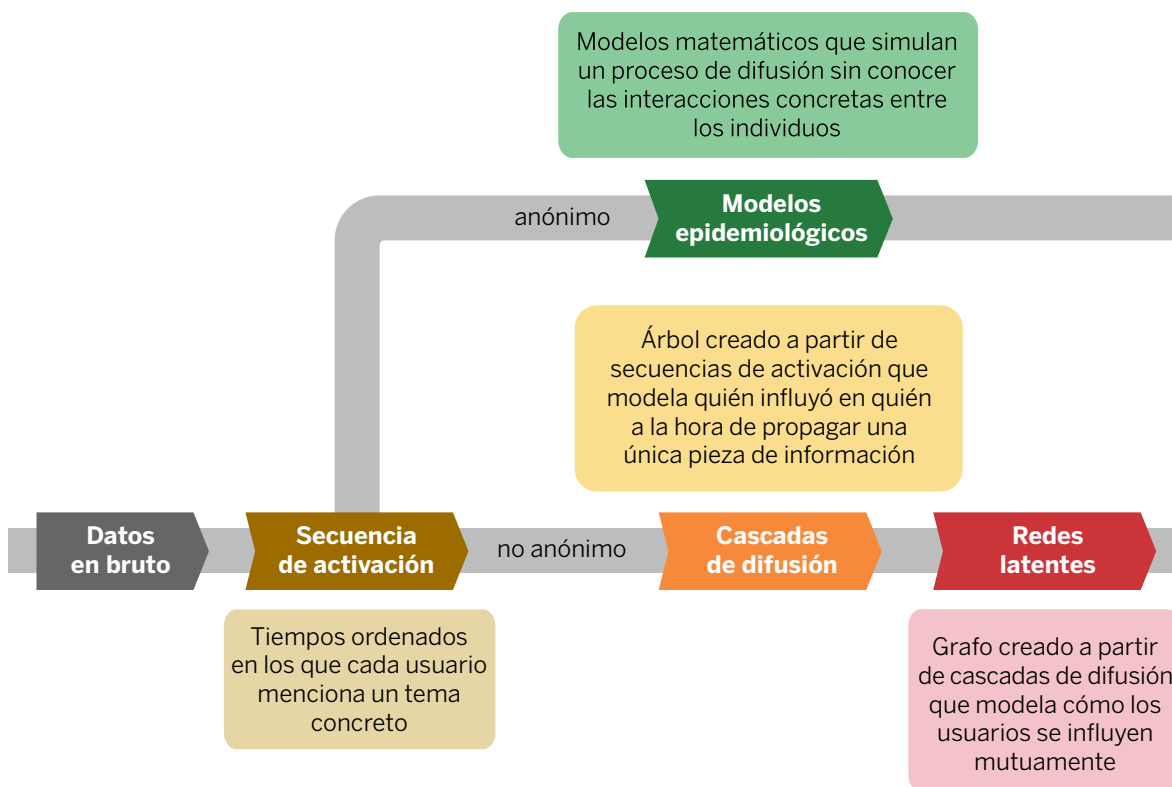 Modelos matemáticos que simulan
un proceso de difusión sin conocer
las interacciones concretas entre
los individuos
anónimo
Modelos
epidemiológicos
Árbol creado a partir de
secuencias de activación que
modela quién influyó en quién
a la hora de propagar una
única pieza de información
Datos
en bruto
Secuencia
de activación
no anónimo
Cascadas
de difusión
Redes
latentes
Tiempos ordenados
en los que cada usuario
menciona un tema
concreto
Grafo creado a partir
de cascadas de difusión
que modela cómo los
usuarios se influyen
mutuamente